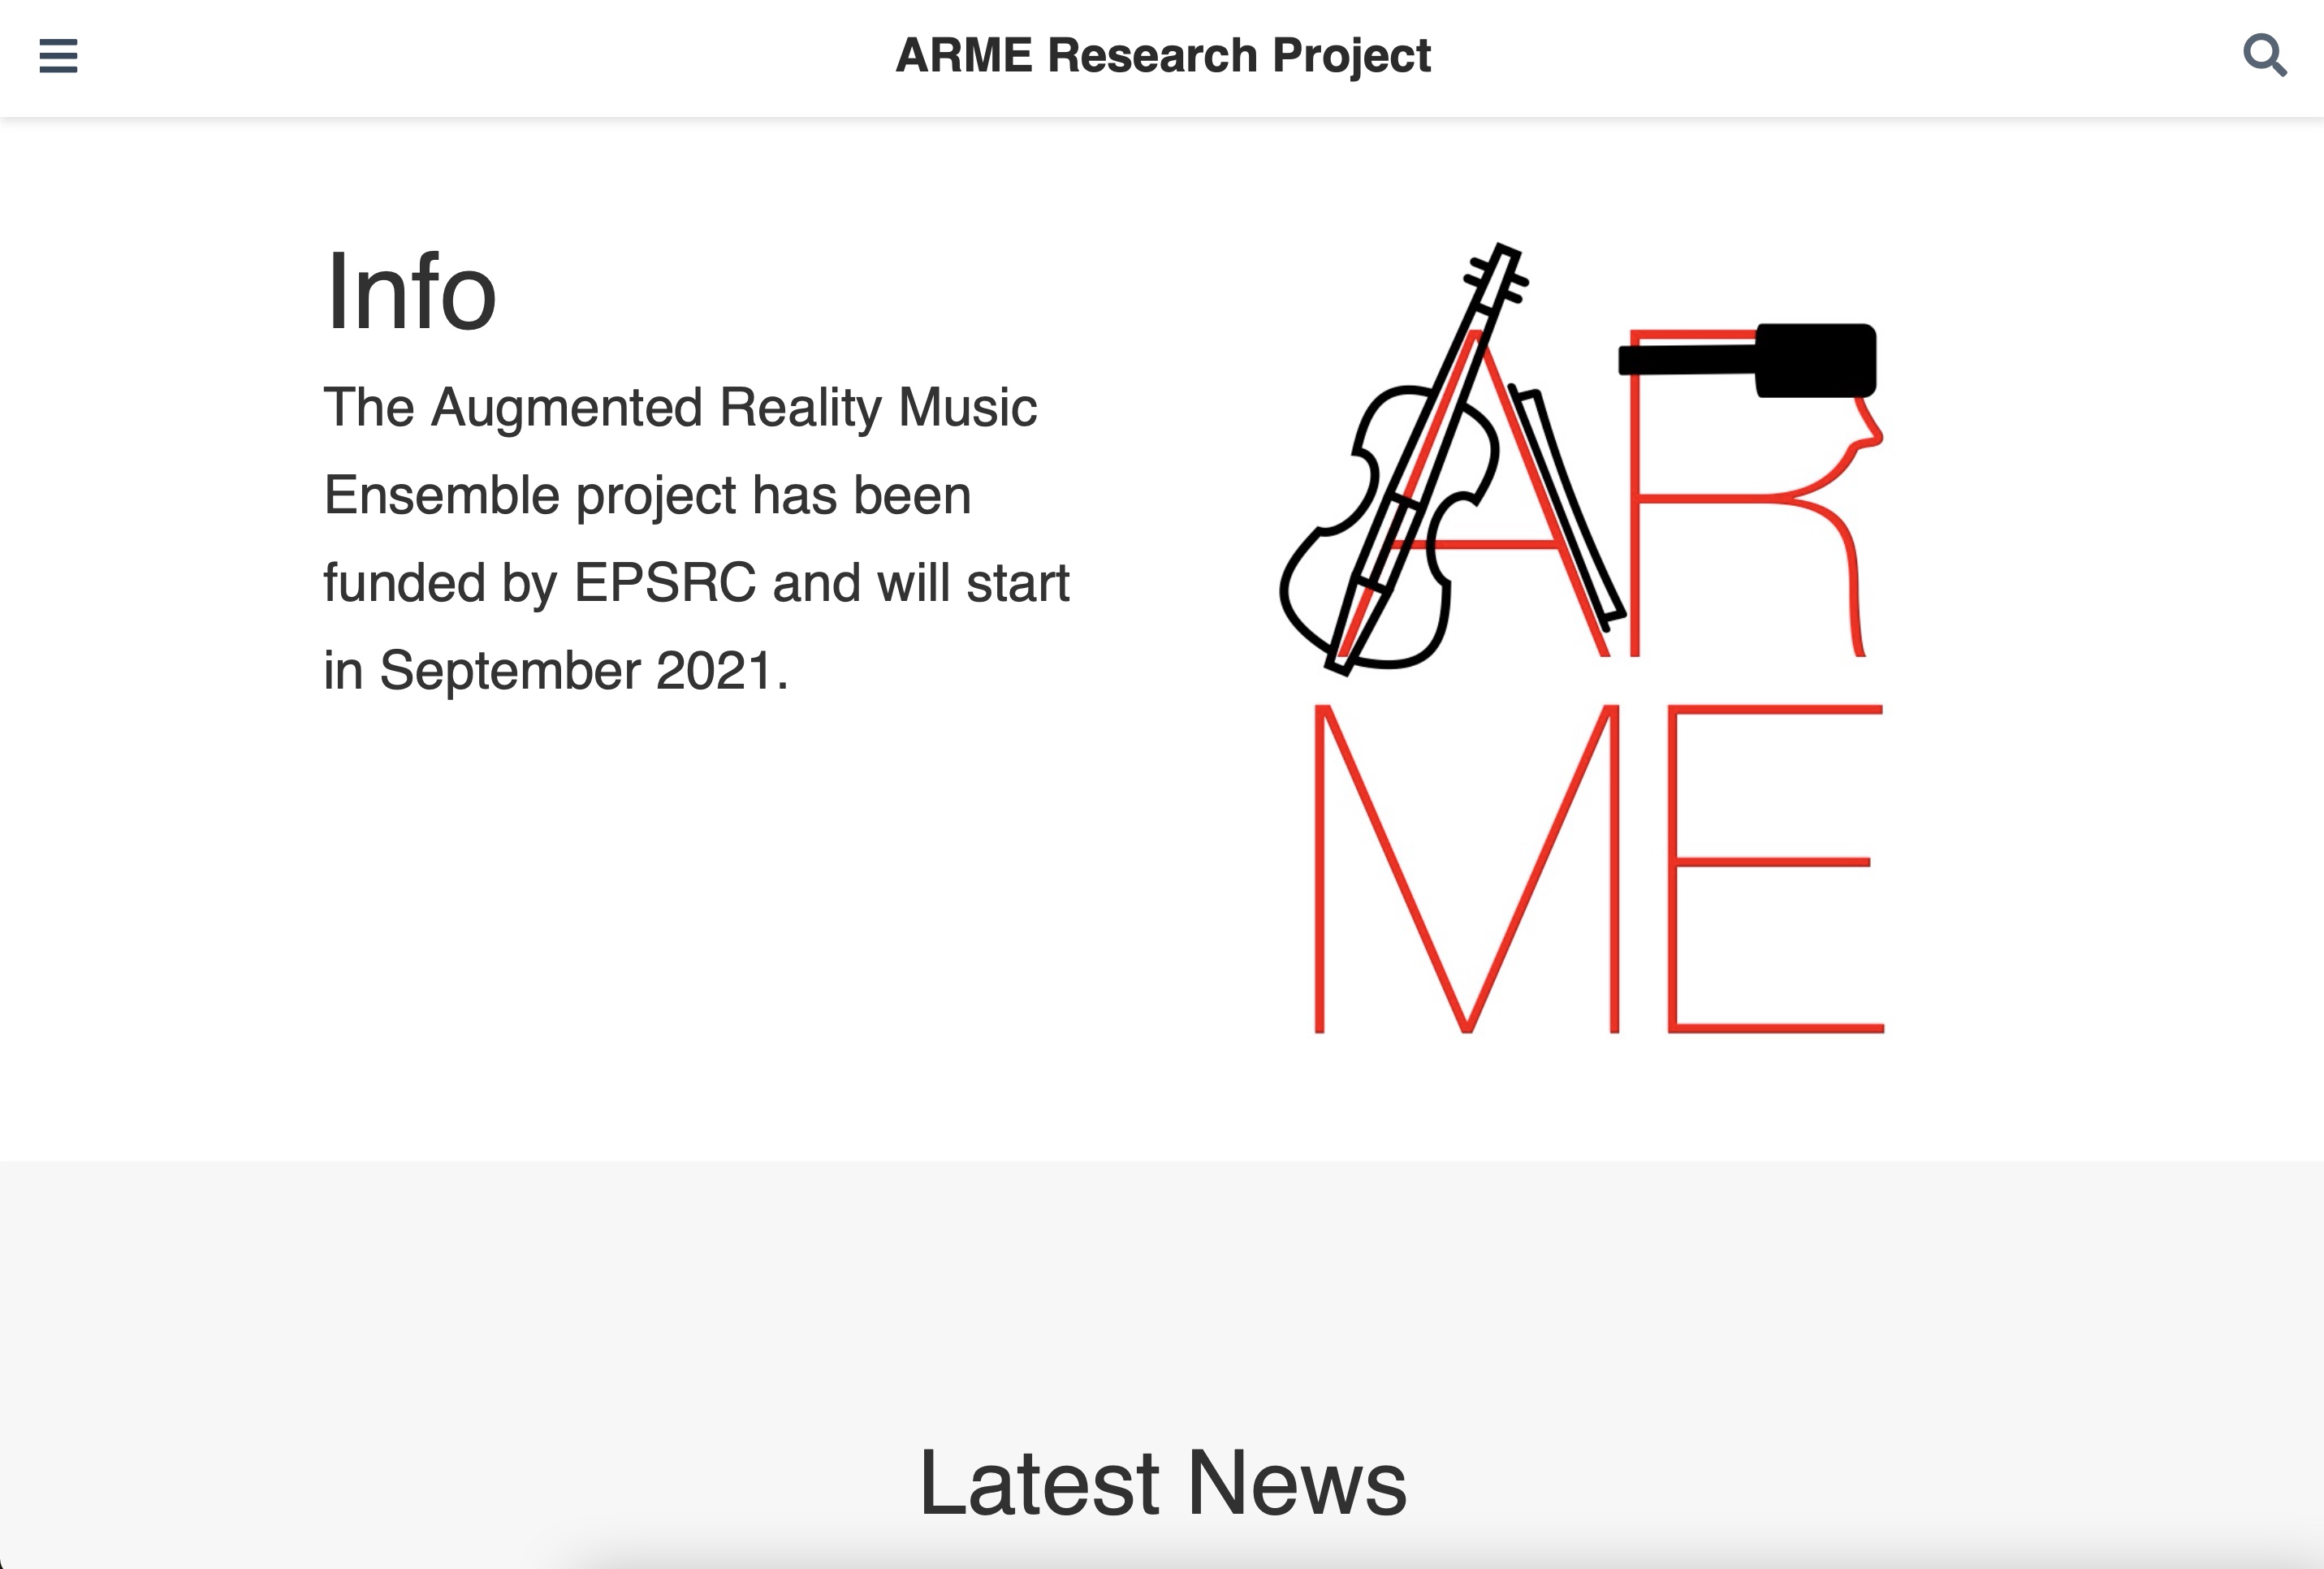 ARME Research Project
Info
The Augmented Reality Music
Ensemble project has been
funded by EPSRC and will start
in September 2021.
AR
ME
Latest News